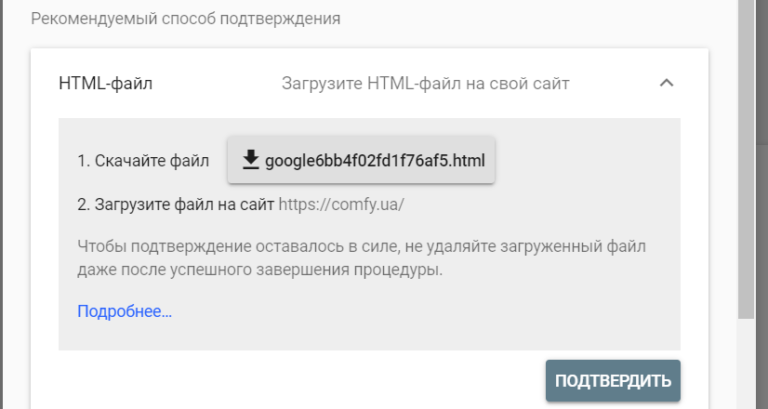 Рекомендуемый способ подтверждения
HTML-файл Загрузите HTML-файл на свой сайт
1. Скачайте файл google6bb4f02fd1f76af5.html
2. Загрузите файл на сайт https://comfy.ua/
Чтобы подтверждение оставалось в силе, не удаляйте загруженный файл
даже после успешного завершения процедуры.
Подробнее...
ПОДТВЕРДИТЬ